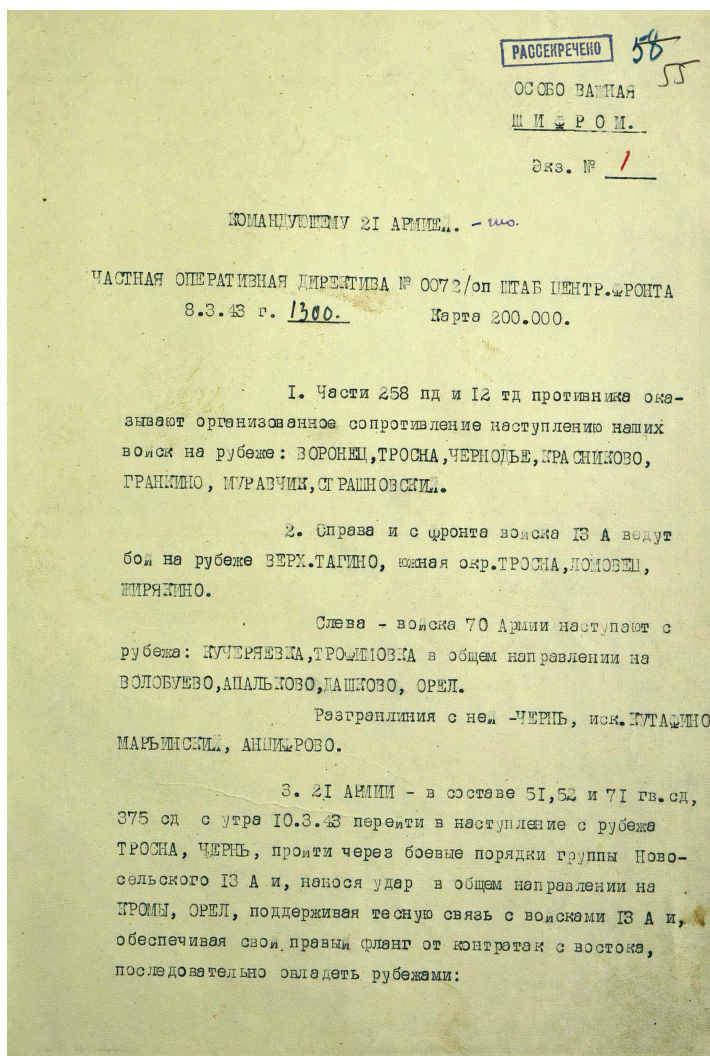 РАССЕКРЕЧЕНО 58
55
ОСОБО ВАЖНАЯ
ШИФРОМ.
Экз. № 1
КОМАНДУЮЩЕМУ 21 АРМИЕЙ.
ЧАСТНАЯ ОПЕРАТИВНАЯ ДИРЕКТИВА № 0072/оп ШТАБ ЦЕНТР.ФРОНТА
8.3.43 г. 1300. Карта 200.000.
1. Части 258 пд и 12 тд противника ока-
зывают организованное сопротивление наступлению наших
войск на рубеже: ВОРОНЕЦ,ТРОСНА,ЧЕРНОДЬЕ,КРАСНИКОВО,
ГРАНКИНО, МУРАВЧИК,СТРАШНОВСКИЙ.
2. Справа и с фронта войска 13 А ведут
бой на рубеже ВЕРХ.ТАГИНО, южная окр.ТРОСНА,ЛОМОВЕЦ,
ЖИРЯТИНО.
Слева - войска 70 Армии наступают с
рубежа: КУЧЕРЯЕВКА,ТРОФИМОВКА в общем направлении на
ВОЛОБУЕВО,АПАЛЬКОВО,ДАШКОВО, ОРЕЛ.
Разгранлиния с ней -ЧЕРНЬ, иск.КУТАФИНО
МАРЬИНСКИЙ, АНЦИФРОВО.
3. 21 АРМИИ - в составе 51,52 и 71 гв.сд,
375 сд с утра 10.3.43 перейти в наступление с рубежа
ТРОСНА, ЧЕРНЬ, пройти через боевые порядки группы Ново-
сельского 13 А и, нанося удар в общем направлении на
КРОМЫ, ОРЕЛ, поддерживая тесную связь с войсками 13 А и,
обеспечивая свой правый фланг от контратак с востока,
последовательно овладеть рубежами: